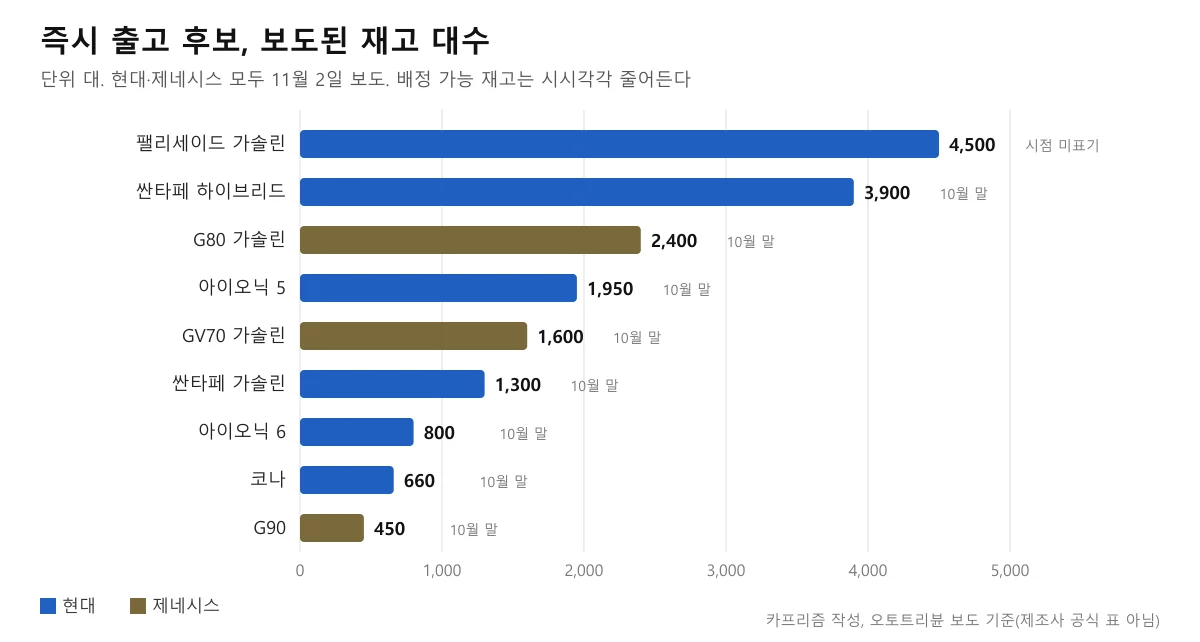 즉시 출고 후보, 보도된 재고 대수
단위 대. 현대·제네시스 모두 11월 2일 보도. 배정 가능 재고는 시시각각 줄어든다
팰리세이드 가솔린 4,500 시점 미표기
싼타페 하이브리드 3,900 10월 말
G80 가솔린 2,400 10월 말
아이오닉 5 1,950 10월 말
GV70 가솔린 1,600 10월 말
싼타페 가솔린 1,300 10월 말
아이오닉 6 800 10월 말
코나 660 10월 말
G90 450 10월 말
0 1,000 2,000 3,000 4,000 5,000
현대 제네시스
카프리즘 작성, 오토트리뷴 보도 기준(제조사 공식 표 아님)